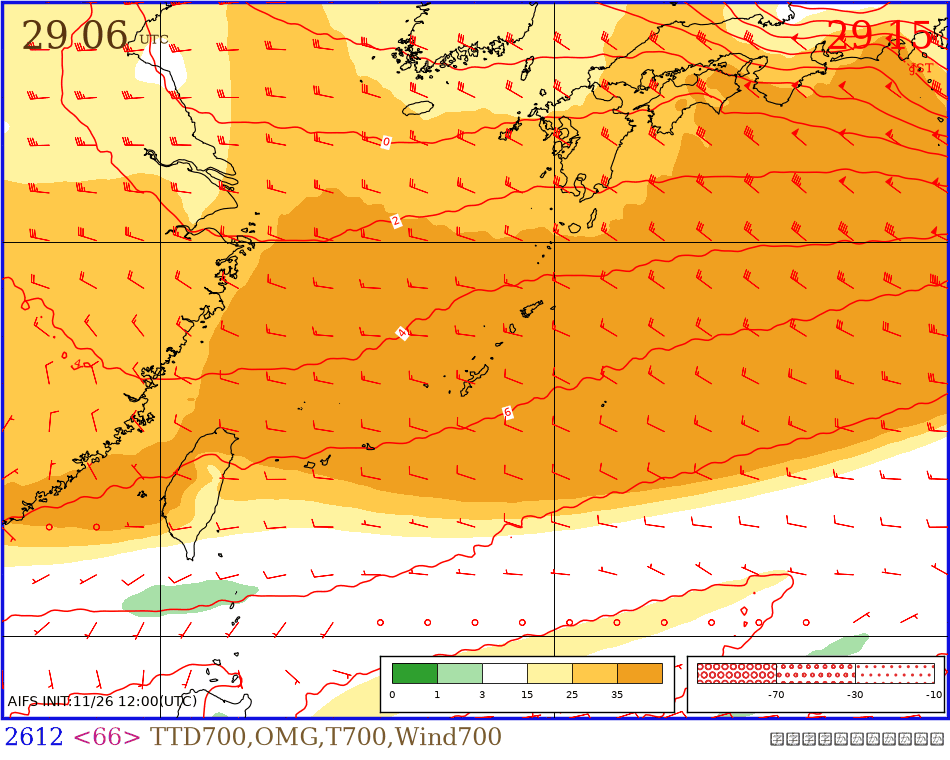 29.06 UTC
29.15 JST
0
2
4
4
6
AIFS INIT:11/26 12:00(UTC)
0 1 3 15 25 35
-70 -30 -10
2612 <66> TTD700,OMG,T700,Wind700